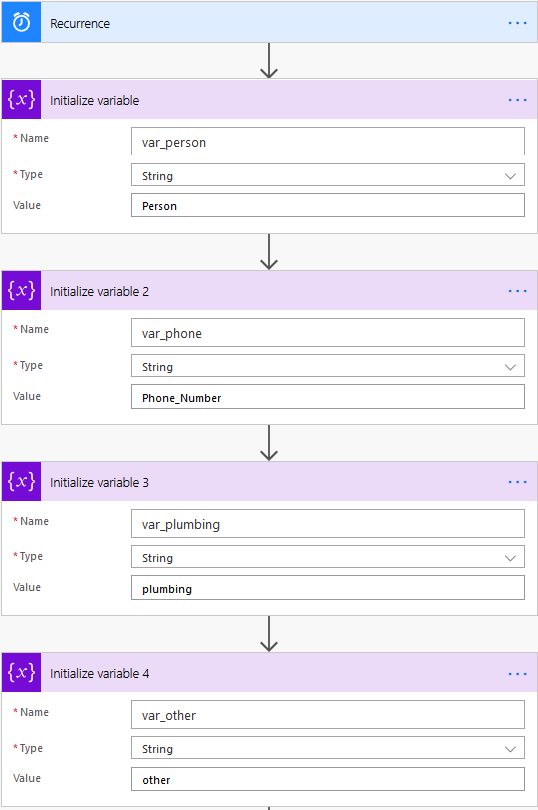 Recurrence ...
{x} Initialize variable ...
* Name var_person
* Type String
Value Person
{x} Initialize variable 2 ...
* Name var_phone
* Type String
Value Phone_Number
{x} Initialize variable 3 ...
* Name var_plumbing
* Type String
Value plumbing
{x} Initialize variable 4 ...
* Name var_other
* Type String
Value other